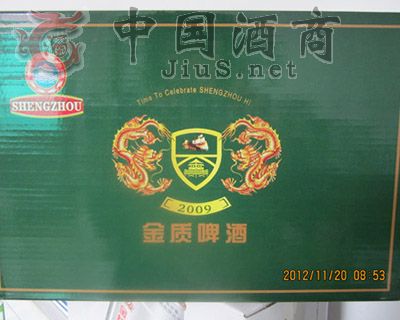 中国酒商
JiuS.net
SHENGZHOU
Time To Celebrate SHENGZHOU Hi
2009
金质啤酒
2012/11/20 08:53